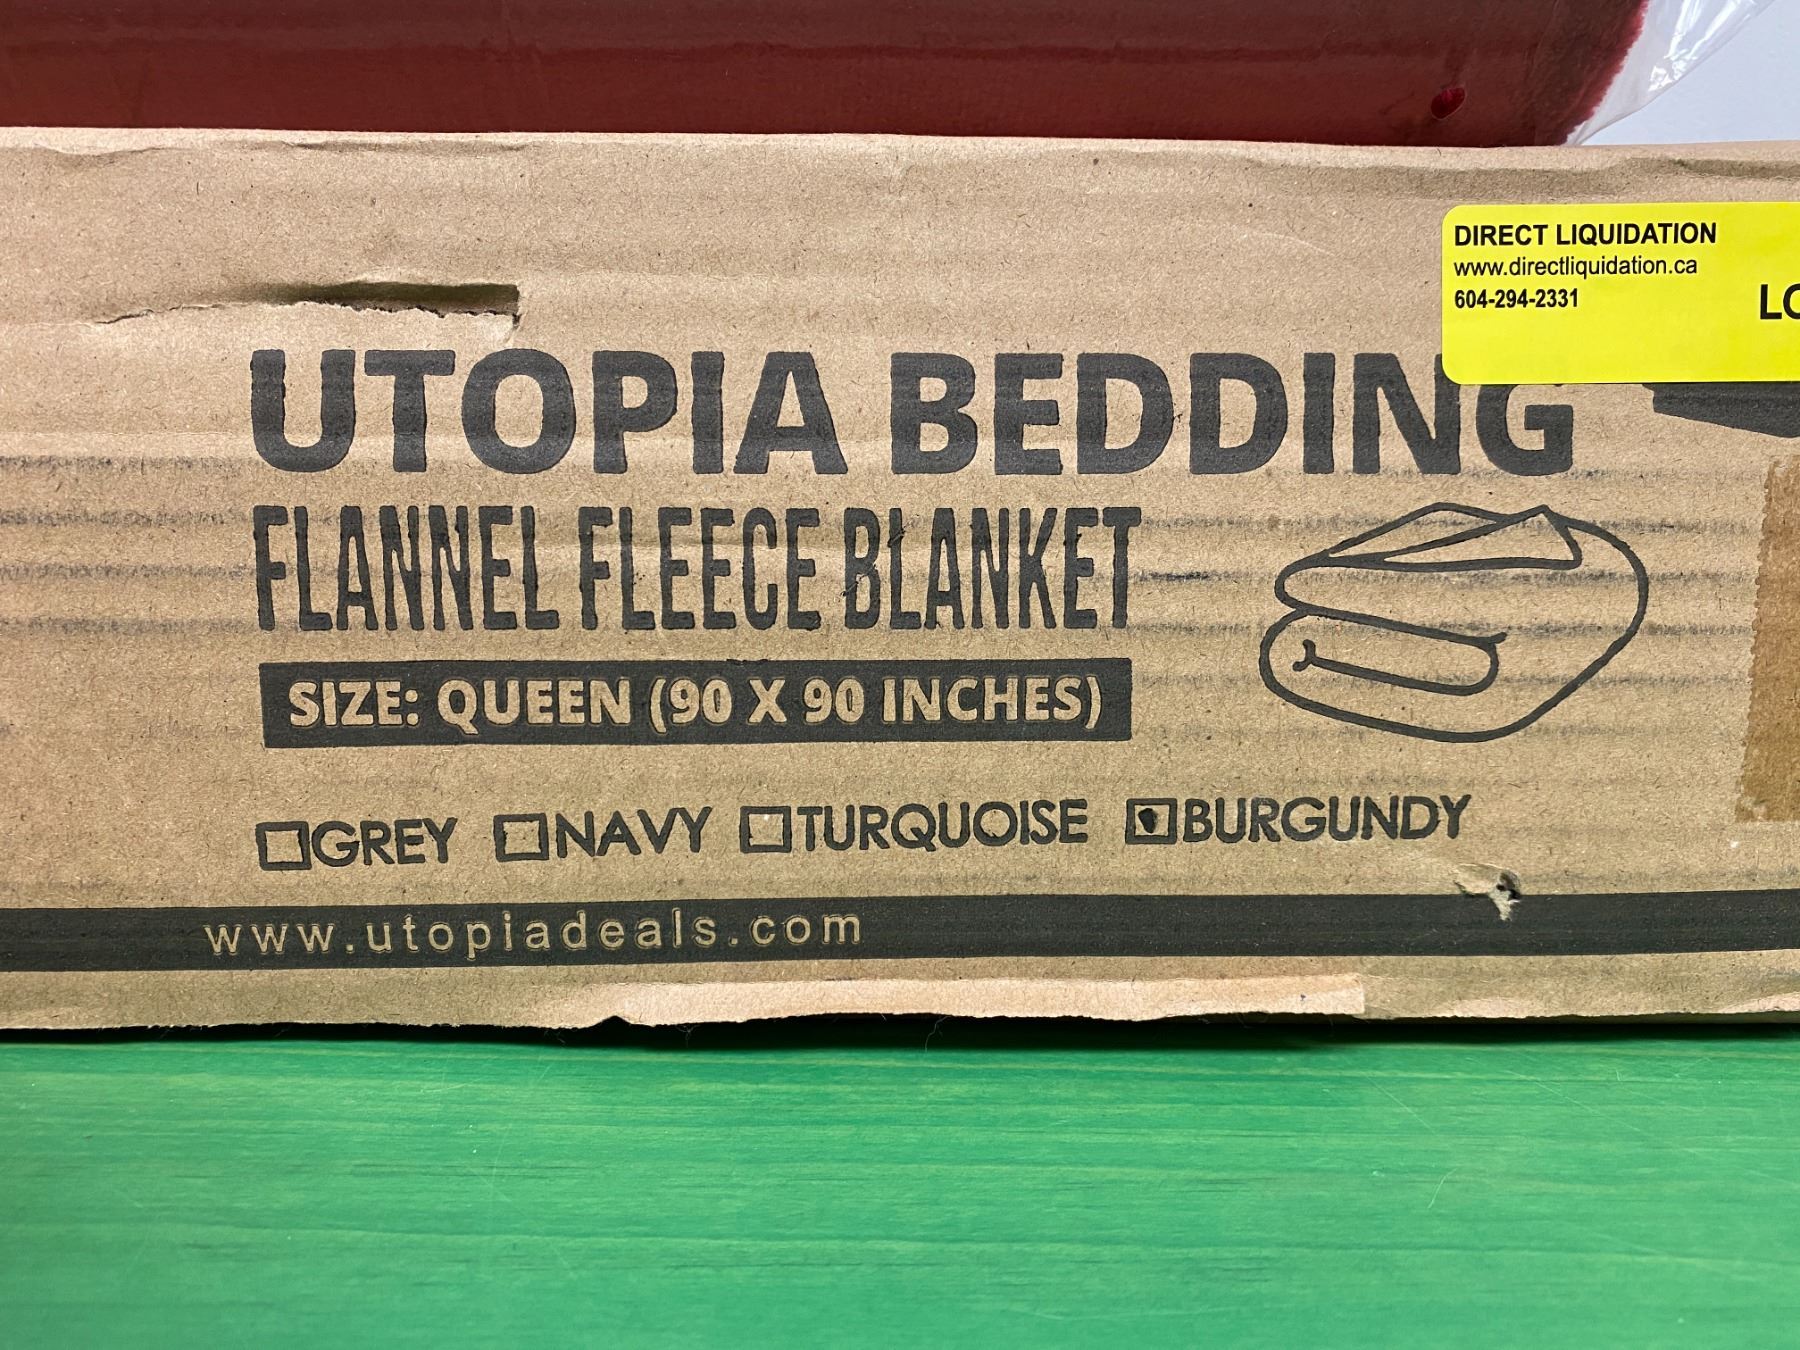 DIRECT LIQUIDATION
www.directliquidation.ca
604-294-2331
UTOPIA BEDDING
FLANNEL FLEECE BLANKET
SIZE: QUEEN (90 X 90 INCHES)
GREY NAVY TURQUOISE BURGUNDY
www.utopiadeals.com